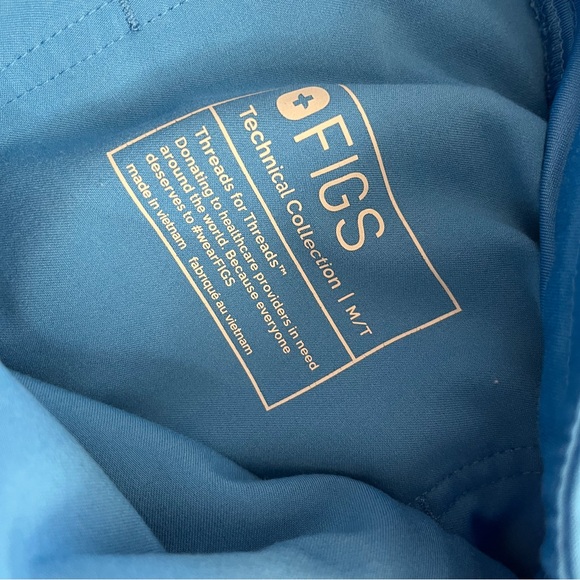 FIGS
Technical Collection | M/T
Threads for Threads™
Donating to healthcare providers in need
around the world. Because everyone
deserves to #wearFIGS
made in vietnam fabriqué au vietnam